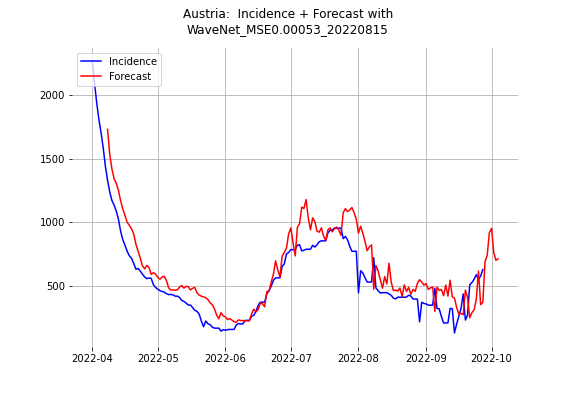 Austria:  Incidence + Forecast with
WaveNet_MSE0.00053_20220815
Incidence
Forecast
2000
1500
1000
500
2022-04
2022-05
2022-06
2022-07
2022-08
2022-09
2022-10